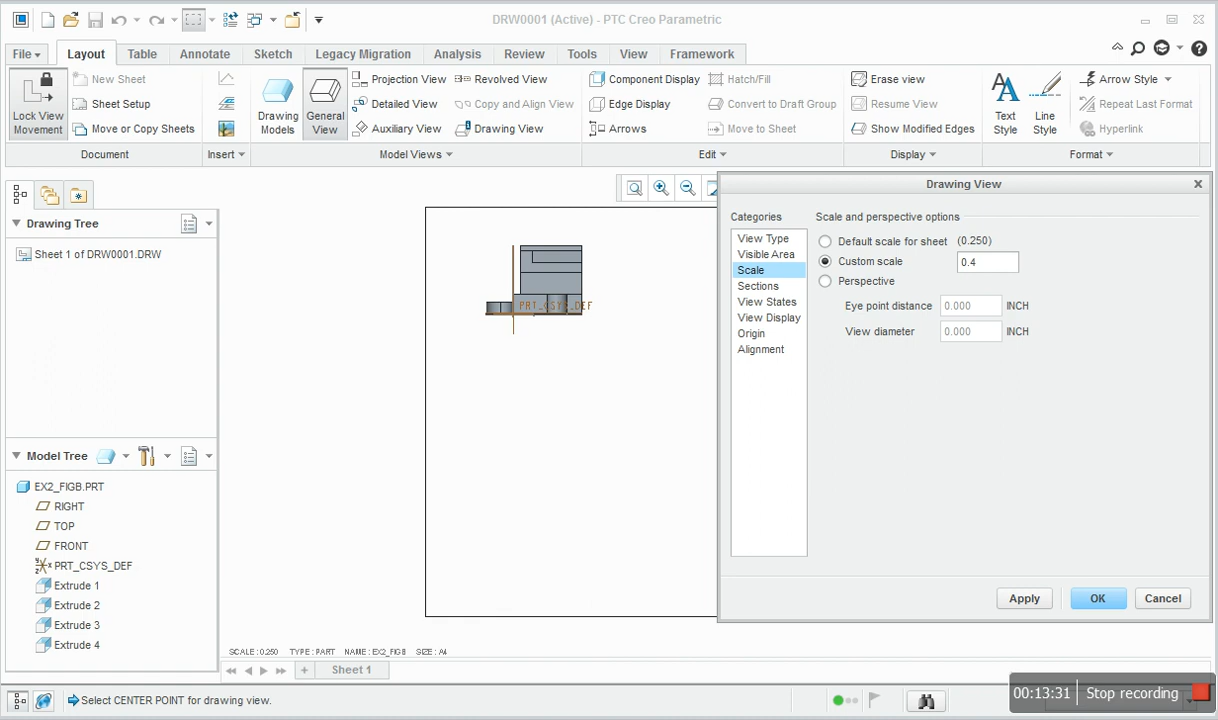 DRW0001 (Active) - PTC Creo Parametric
File Layout Table Annotate Sketch Legacy Migration Analysis Review Tools View Framework
Lock View Movement
New Sheet
Sheet Setup
Move or Copy Sheets
Document
Insert
Drawing Models
General View
Projection View
Detailed View
Auxiliary View
Revolved View
Copy and Align View
Drawing View
Model Views
Component Display
Edge Display
Arrows
Hatch/Fill
Convert to Draft Group
Move to Sheet
Edit
Erase view
Resume View
Show Modified Edges
Display
Text Style
Line Style
Arrow Style
Repeat Last Format
Hyperlink
Format
Drawing Tree
Sheet 1 of DRW0001.DRW
Model Tree
EX2_FIGB.PRT
RIGHT
TOP
FRONT
PRT_CSYS_DEF
Extrude 1
Extrude 2
Extrude 3
Extrude 4
PRT_CSYS_DEF
Drawing View
Categories
View Type
Visible Area
Scale
Sections
View States
View Display
Origin
Alignment
Scale and perspective options
Default scale for sheet (0.250)
Custom scale 0.4
Perspective
Eye point distance 0.000 INCH
View diameter 0.000 INCH
Apply OK Cancel
SCALE : 0.250 TYPE : PART NAME : EX2_FIGB SIZE : A4
Sheet 1
Select CENTER POINT for drawing view.
00:13:31 Stop recording